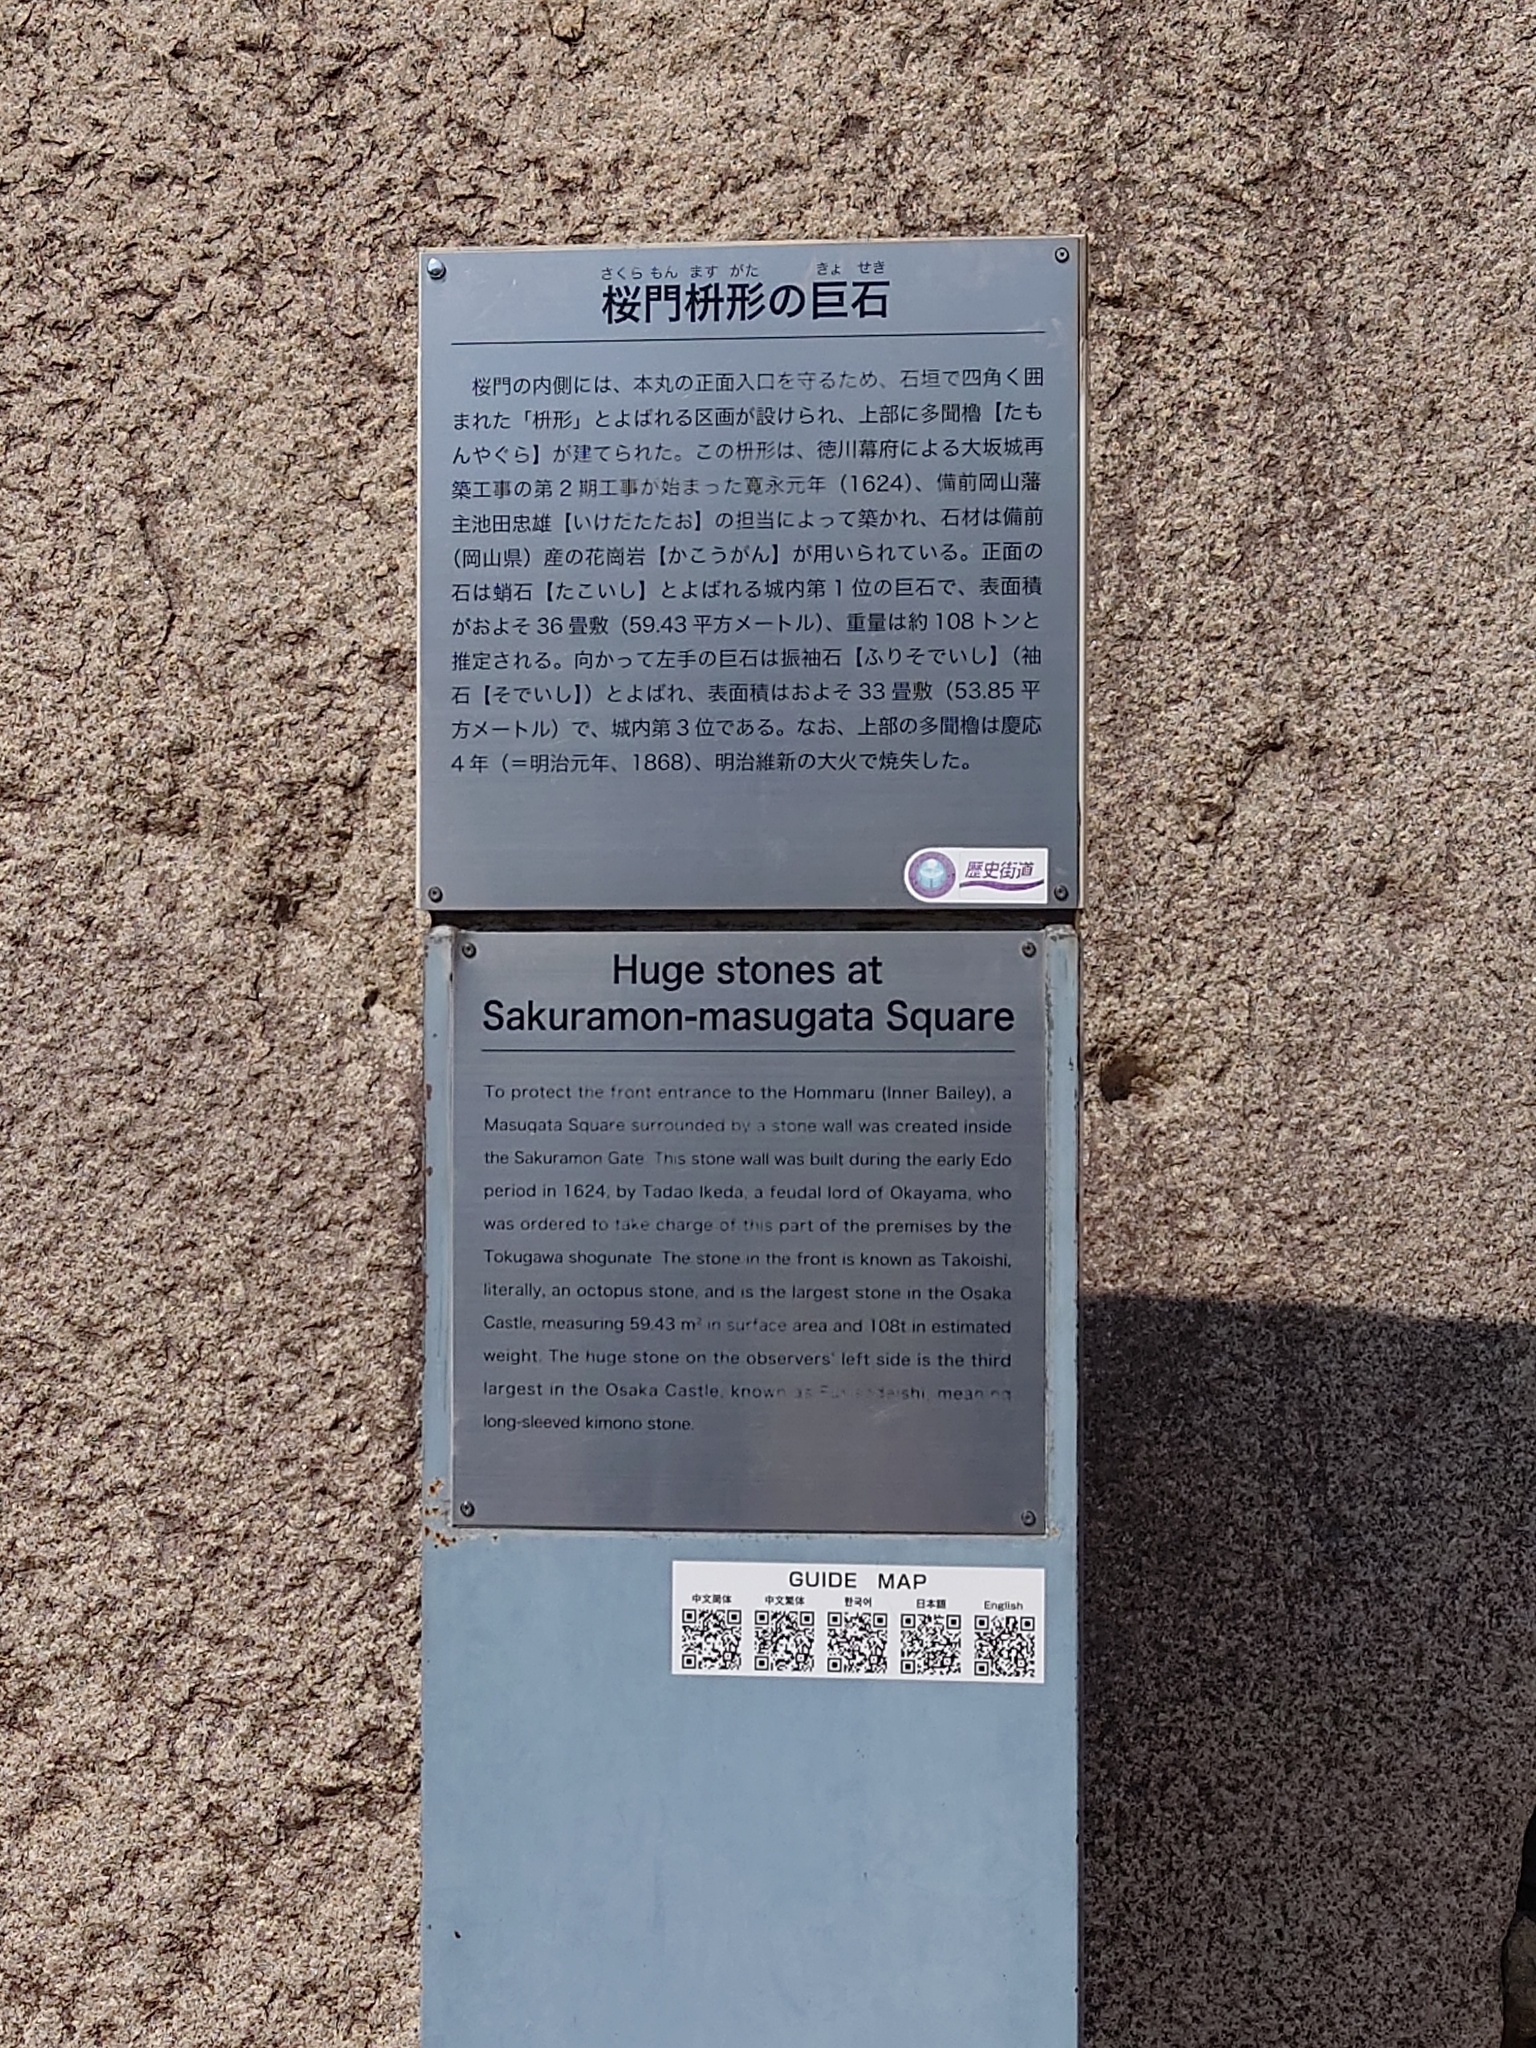 さくら もん ます がた きょ せき
桜門枡形の巨石
桜門の内側には、本丸の正面入口を守るため、石垣で四角く囲
まれた「枡形」とよばれる区画が設けられ、上部に多聞櫓【たも
んやぐら】が建てられた。この枡形は、徳川幕府による大坂城再
築工事の第2期工事が始まった寛永元年（1624）、備前岡山藩
主池田忠雄【いけだただお】の担当によって築かれ、石材は備前
（岡山県）産の花崗岩【かこうがん】が用いられている。正面の
石は蛸石【たこいし】とよばれる城内第1位の巨石で、表面積
がおよそ36畳敷（59.43平方メートル）、重量は約108トンと
推定される。向かって左手の巨石は振袖石【ふりそでいし】（袖
石【そでいし】）とよばれ、表面積はおよそ33畳敷（53.85平
方メートル）で、城内第3位である。なお、上部の多聞櫓は慶応
4年（＝明治元年、1868）、明治維新の大火で焼失した。
歴史街道
Huge stones at
Sakuramon-masugata Square
To protect the front entrance to the Hommaru (Inner Bailey), a
Masugata Square surrounded by a stone wall was created inside
the Sakuramon Gate. This stone wall was built during the early Edo
period in 1624, by Tadao Ikeda, a feudal lord of Okayama, who
was ordered to take charge of this part of the premises by the
Tokugawa shogunate. The stone in the front is known as Takoishi,
literally, an octopus stone, and is the largest stone in the Osaka
Castle, measuring 59.43 m² in surface area and 108t in estimated
weight. The huge stone on the observers' left side is the third
largest in the Osaka Castle, known as meaning
long-sleeved kimono stone.
GUIDE MAP
中文简体 中文繁体 한국어 日本語 English